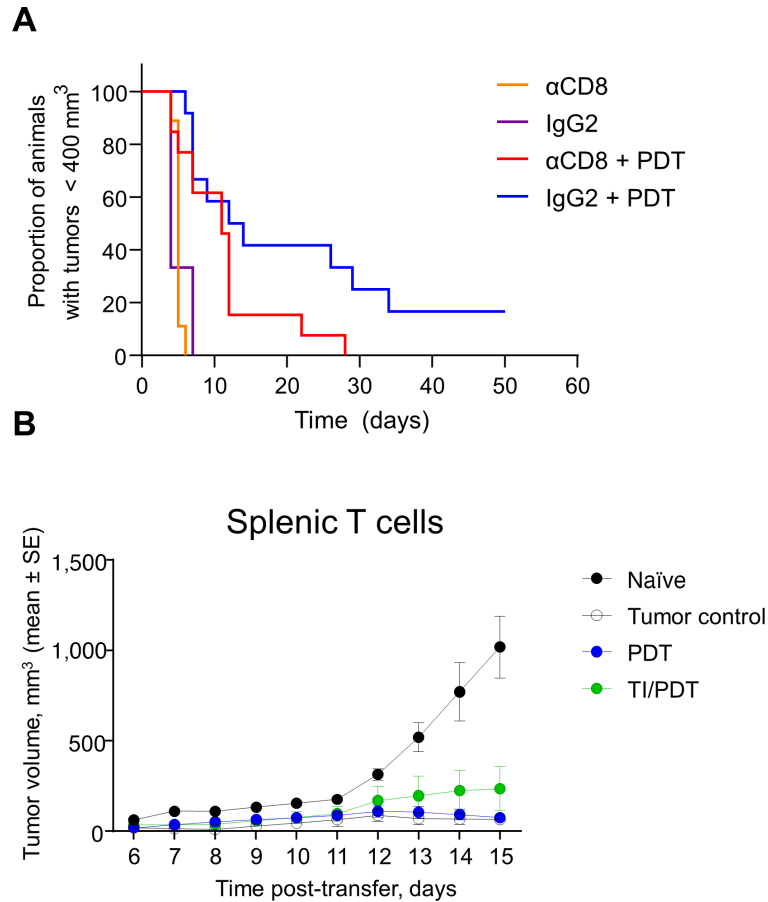 A
Proportion of animals
with tumors < 400 mm³
100
80
60
40
20
0
0 10 20 30 40 50 60
Time (days)
αCD8
IgG2
αCD8 + PDT
IgG2 + PDT
B
Splenic T cells
Tumor volume, mm³ (mean ± SE)
1,500
1,000
500
0
6 7 8 9 10 11 12 13 14 15
Time post-transfer, days
Naïve
Tumor control
PDT
TI/PDT